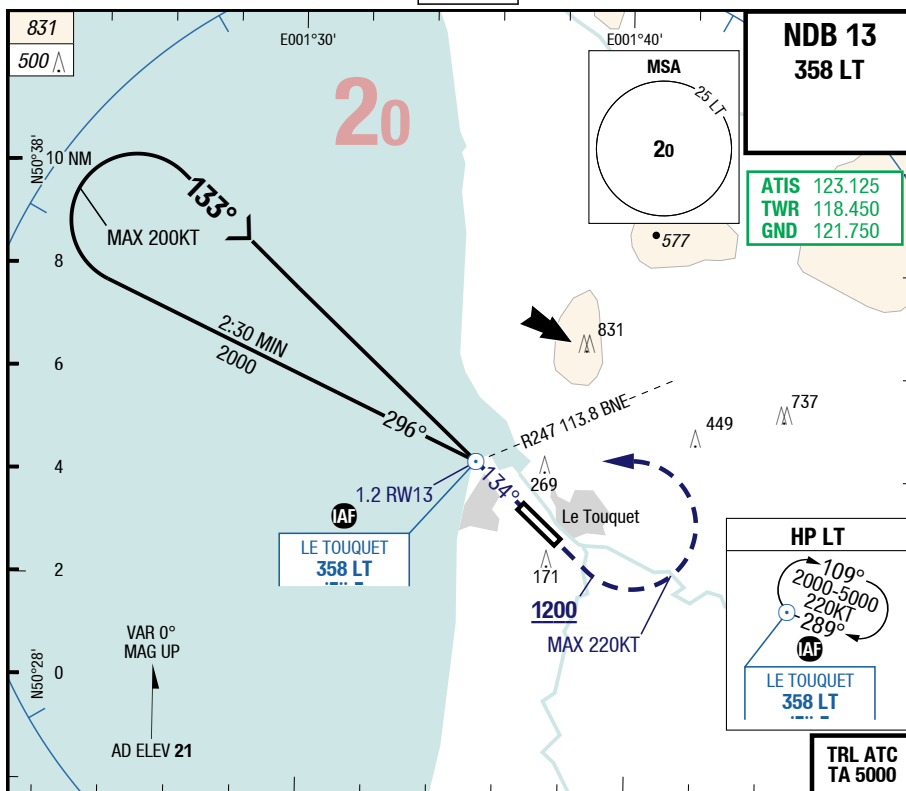 831
500
E001°30'
E001°40'
NDB 13
358 LT
20
MSA
25 LT
20
ATIS 123.125
TWR 118.450
GND 121.750
N50°38'
10 NM
133°
MAX 200KT
577
8
2:30 MIN
2000
831
6
296°
R247 113.8 BNE
449
737
4
134°
269
1.2 RW13
IAF
Le Touquet
LE TOUQUET
358 LT
HP LT
109°
2000-5000
220KT
289°
IAF
LE TOUQUET
358 LT
2
171
1200
MAX 220KT
VAR 0°
MAG UP
N50°28'
0
AD ELEV 21
TRL ATC
TA 5000